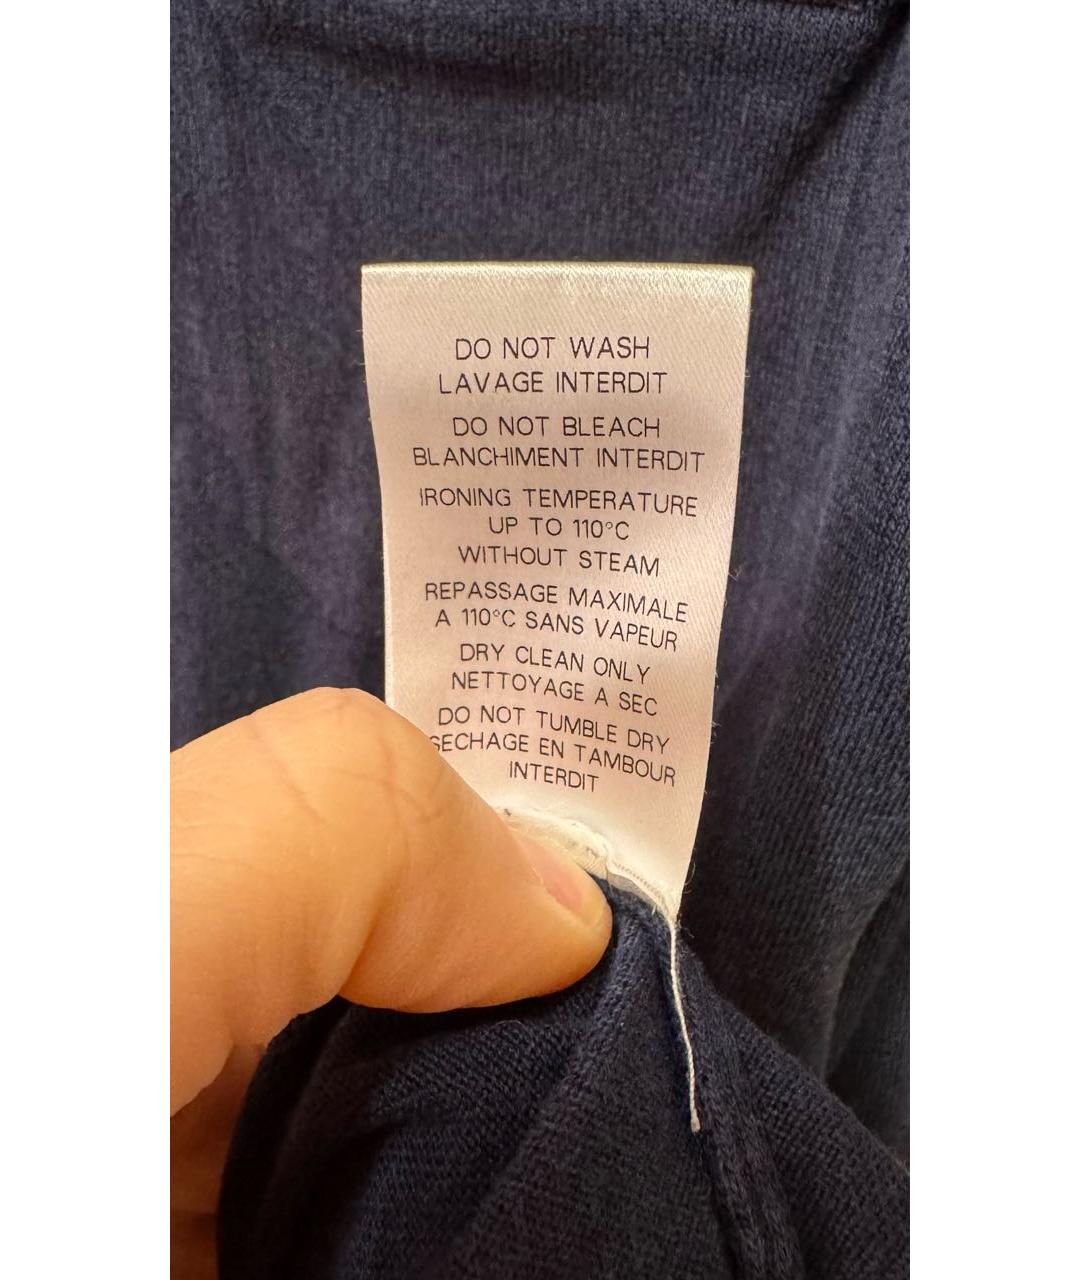 DO NOT WASH
LAVAGE INTERDIT
DO NOT BLEACH
BLANCHIMENT INTERDIT
IRONING TEMPERATURE
UP TO 110°C
WITHOUT STEAM
REPASSAGE MAXIMALE
A 110°C SANS VAPEUR
DRY CLEAN ONLY
NETTOYAGE A SEC
DO NOT TUMBLE DRY
SECHAGE EN TAMBOUR
INTERDIT